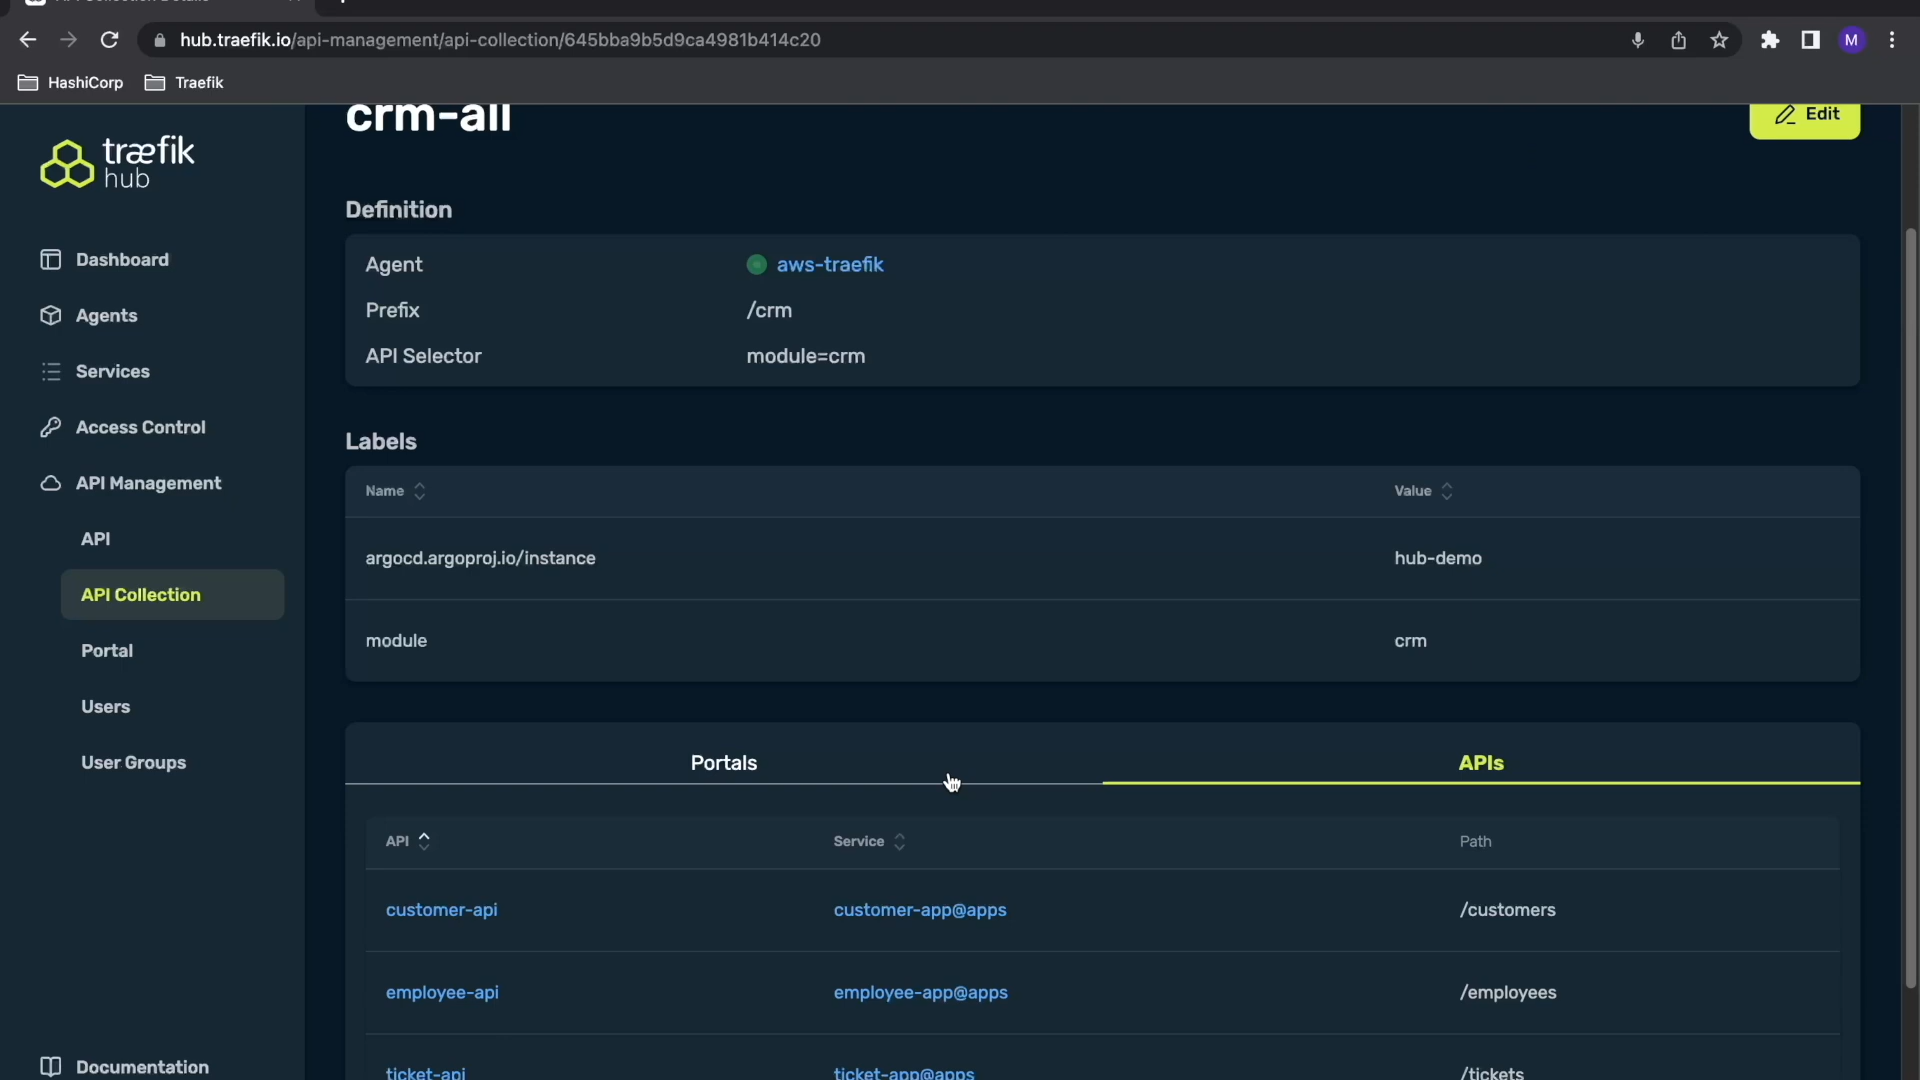 hub.traefik.io/api-management/api-collection/645bba9b5d9ca4981b414c20
M
HashiCorp
Traefik
træfik
hub
Dashboard
Agents
Services
Access Control
API Management
API
API Collection
Portal
Users
User Groups
Documentation
crm-all
Edit
Definition
Agent aws-traefik
Prefix /crm
API Selector module=crm
Labels
Name Value
argocd.argoproj.io/instance hub-demo
module crm
Portals APIs
API Service Path
customer-api customer-app@apps /customers
employee-api employee-app@apps /employees
ticket-api ticket-app@apps /tickets